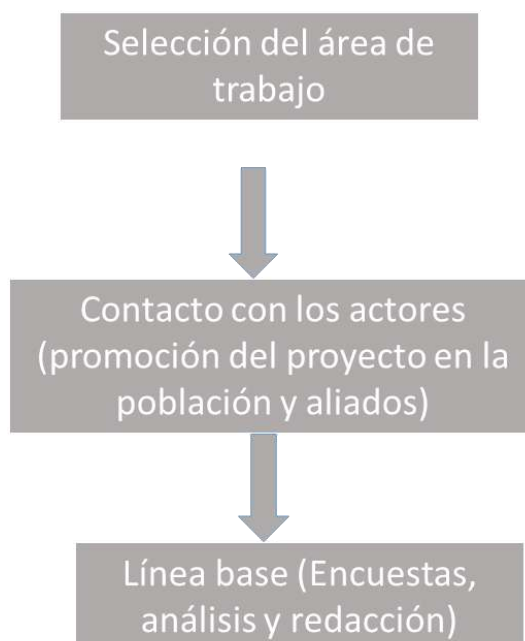 Selección del área de
trabajo
Contacto con los actores
(promoción del proyecto en la
población y aliados)
Línea base (Encuestas,
análisis y redacción)